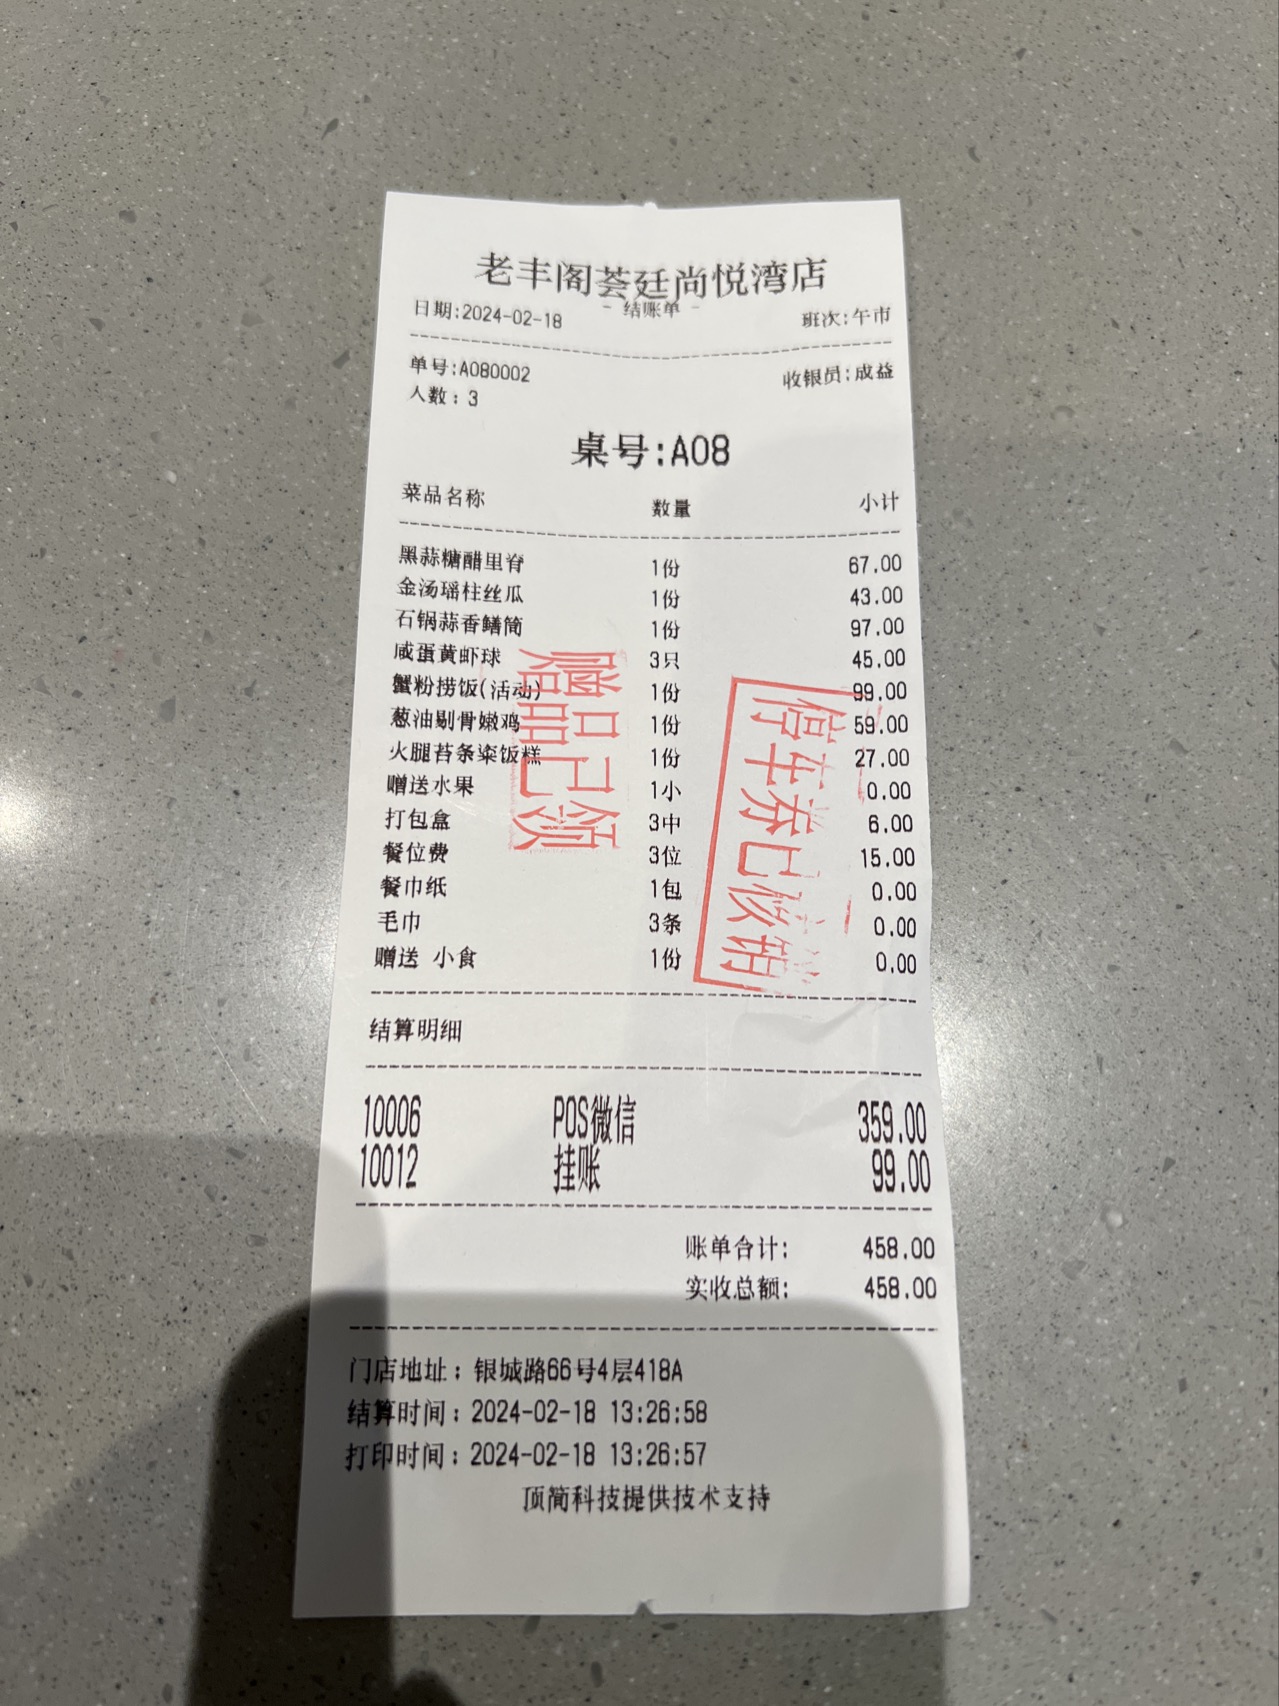 老丰阁荟廷尚悦湾店
- 结账单 -
日期:2024-02-18 班次:午市
单号:A080002 收银员:成益
人数：3
桌号:A08
菜品名称 数量 小计
黑蒜糖醋里脊 1份 67.00
金汤瑶柱丝瓜 1份 43.00
石锅蒜香鳝筒 1份 97.00
咸蛋黄虾球 3只 45.00
蟹粉捞饭(活动) 1份 99.00
葱油剔骨嫩鸡 1份 59.00
火腿苔条粢饭糕 1份 27.00
赠送水果 1小 0.00
打包盒 3中 6.00
餐位费 3位 15.00
餐巾纸 1包 0.00
毛巾 3条 0.00
赠送 小食 1份 0.00
赠品已领
停车券已核销
结算明细
10006 POS微信 359.00
10012 挂账 99.00
账单合计: 458.00
实收总额: 458.00
门店地址：银城路66号4层418A
结算时间：2024-02-18 13:26:58
打印时间：2024-02-18 13:26:57
顶简科技提供技术支持